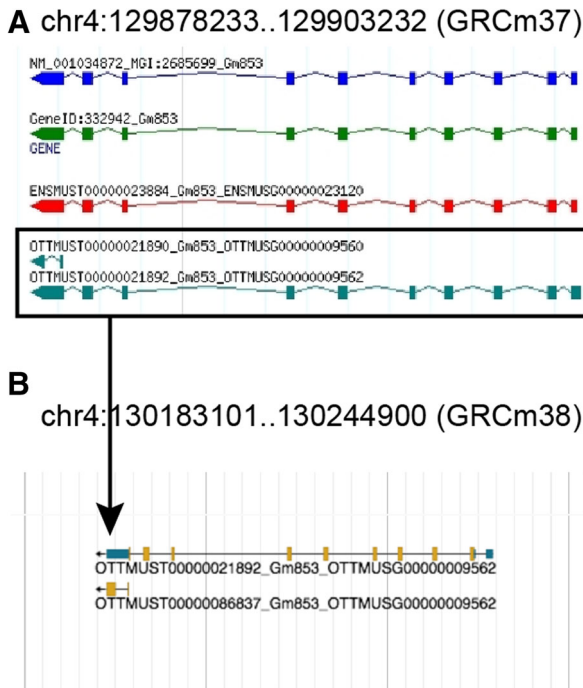 A chr4:129878233..129903232 (GRCm37)
NM_001034872_MGI:2685699_Gm853
GeneID:332942_Gm853
GENE
ENSMUST00000023884_Gm853_ENSMUSG00000023120
OTTMUST00000021890_Gm853_OTTMUSG00000009560
OTTMUST00000021892_Gm853_OTTMUSG00000009562
B
chr4:130183101..130244900 (GRCm38)
OTTMUST00000021892_Gm853_OTTMUSG00000009562
OTTMUST00000086837_Gm853_OTTMUSG00000009562